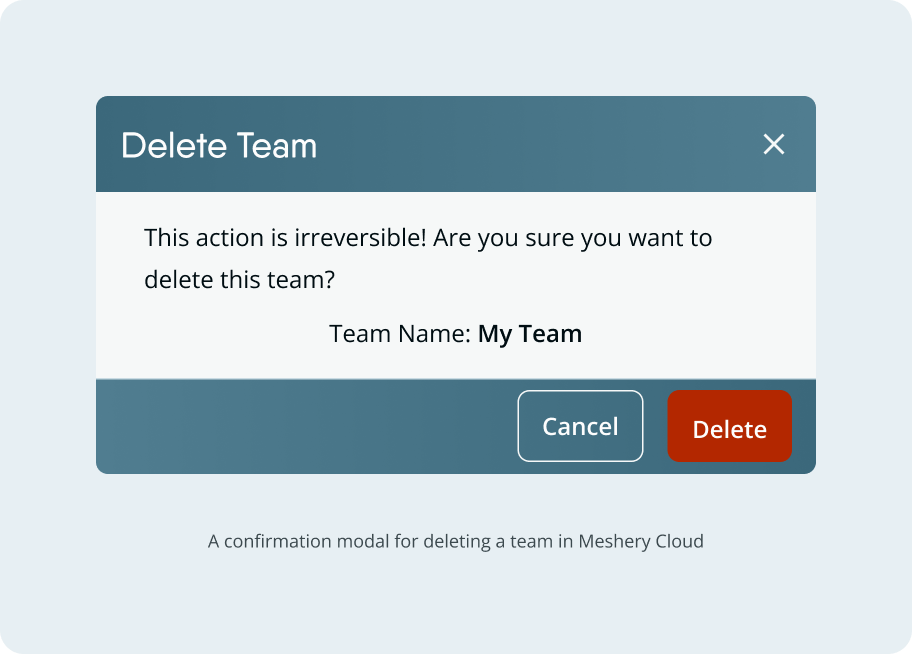 Delete Team
This action is irreversible! Are you sure you want to
delete this team?
Team Name: My Team
Cancel
Delete
A confirmation modal for deleting a team in Meshery Cloud